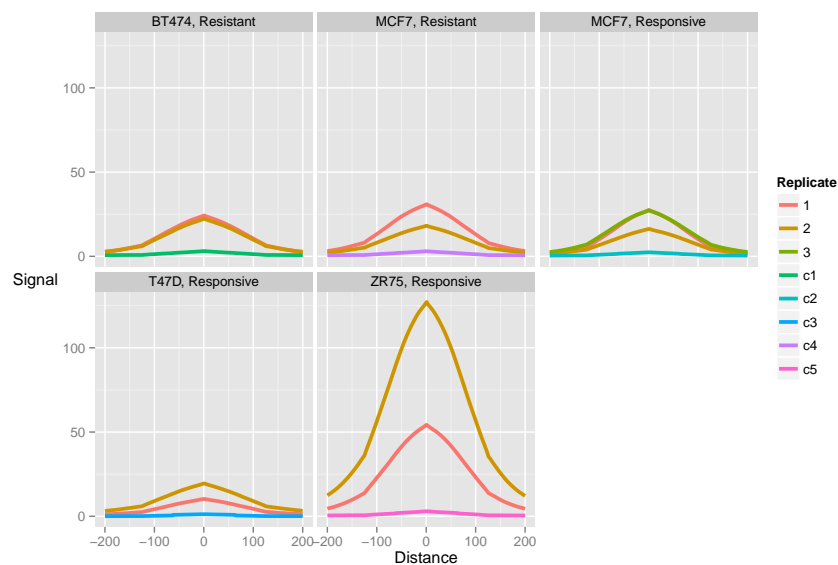 BT474, Resistant
MCF7, Resistant
MCF7, Responsive
100
50
0
Replicate
1
2
3
c1
c2
c3
c4
c5
Signal
T47D, Responsive
ZR75, Responsive
100
50
0
−200 −100 0 100 200 −200 −100 0 100 200
Distance